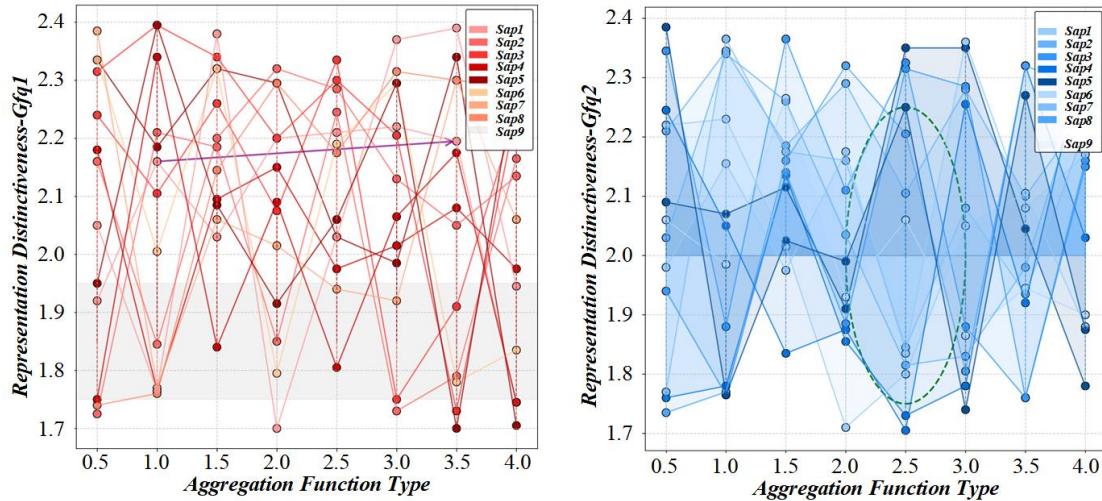 2.4
2.3
2.2
2.1
2.0
1.9
1.8
1.7
0.5 1.0 1.5 2.0 2.5 3.0 3.5 4.0
Representation Distinctiveness-Gfq1
Aggregation Function Type
Sap1
Sap2
Sap3
Sap4
Sap5
Sap6
Sap7
Sap8
Sap9
2.4
2.3
2.2
2.1
2.0
1.9
1.8
1.7
0.5 1.0 1.5 2.0 2.5 3.0 3.5 4.0
Representation Distinctiveness-Gfq2
Aggregation Function Type
Sap1
Sap2
Sap3
Sap4
Sap5
Sap6
Sap7
Sap8
Sap9